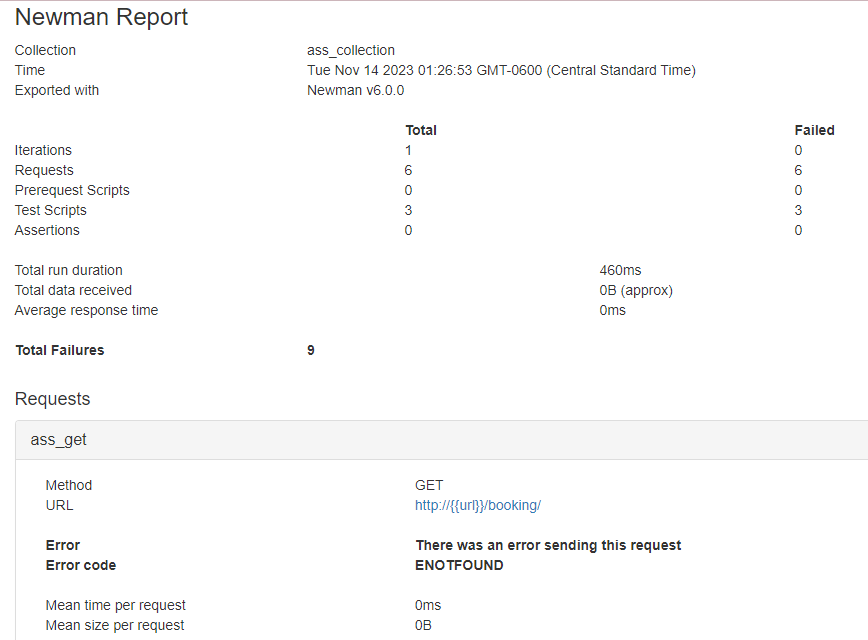 Newman Report
Collection ass_collection
Time Tue Nov 14 2023 01:26:53 GMT-0600 (Central Standard Time)
Exported with Newman v6.0.0
Total Failed
Iterations 1 0
Requests 6 6
Prerequest Scripts 0 0
Test Scripts 3 3
Assertions 0 0
Total run duration 460ms
Total data received 0B (approx)
Average response time 0ms
Total Failures 9
Requests
ass_get
Method GET
URL http://{{url}}/booking/
Error There was an error sending this request
Error code ENOTFOUND
Mean time per request 0ms
Mean size per request 0B